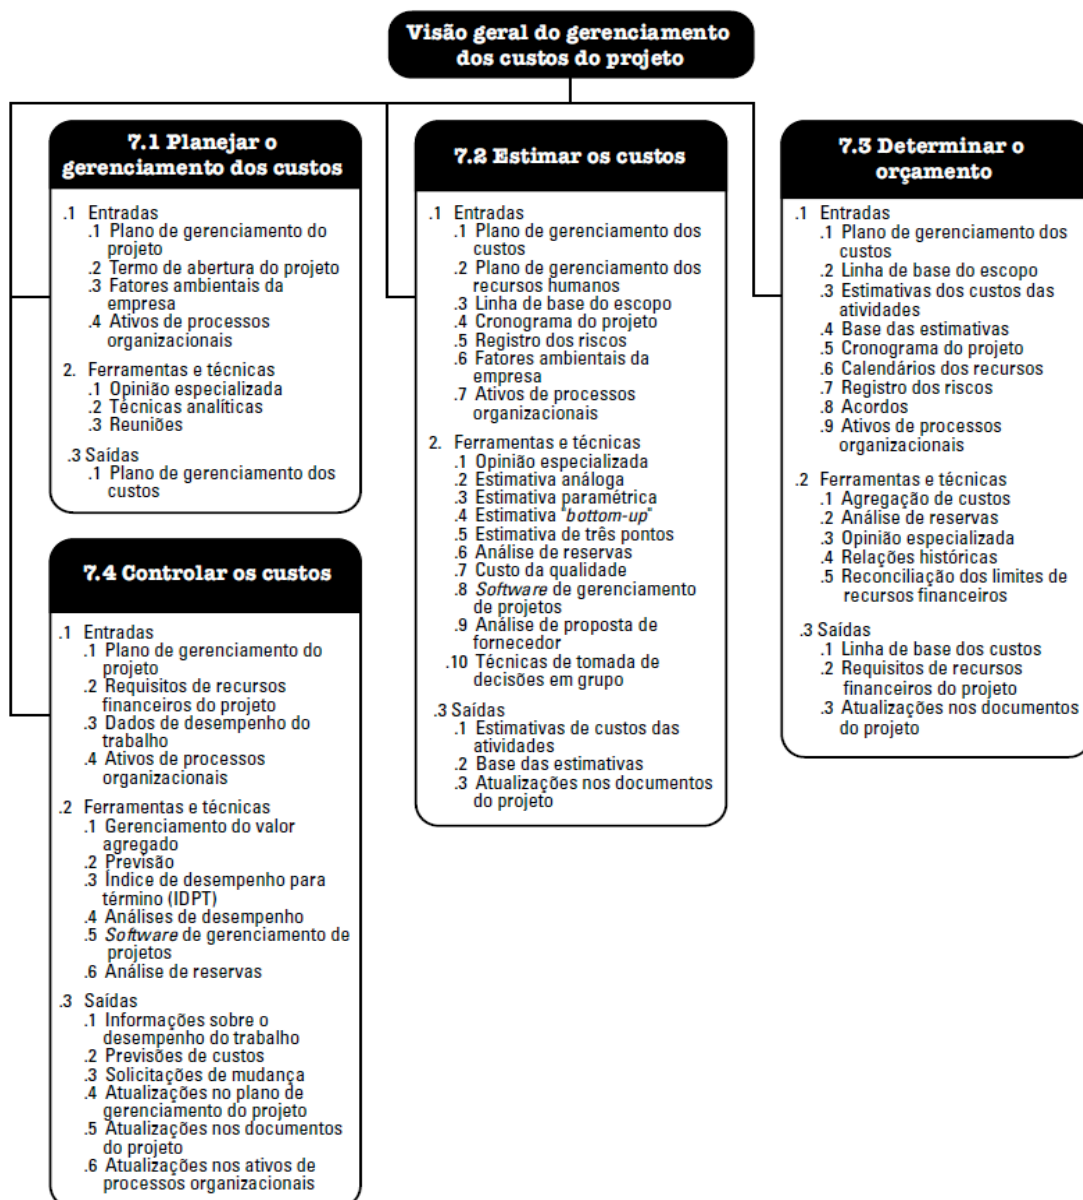 Visão geral do gerenciamento
dos custos do projeto
7.1 Planejar o
gerenciamento dos custos
.1 Entradas
.1 Plano de gerenciamento do
projeto
.2 Termo de abertura do projeto
.3 Fatores ambientais da
empresa
.4 Ativos de processos
organizacionais
2. Ferramentas e técnicas
.1 Opinião especializada
.2 Técnicas analíticas
.3 Reuniões
.3 Saídas
.1 Plano de gerenciamento dos
custos
7.2 Estimar os custos
.1 Entradas
.1 Plano de gerenciamento dos
custos
.2 Plano de gerenciamento dos
recursos humanos
.3 Linha de base do escopo
.4 Cronograma do projeto
.5 Registro dos riscos
.6 Fatores ambientais da
empresa
.7 Ativos de processos
organizacionais
2. Ferramentas e técnicas
.1 Opinião especializada
.2 Estimativa análoga
.3 Estimativa paramétrica
.4 Estimativa "bottom-up"
.5 Estimativa de três pontos
.6 Análise de reservas
.7 Custo da qualidade
.8 Software de gerenciamento
de projetos
.9 Análise de proposta de
fornecedor
.10 Técnicas de tomada de
decisões em grupo
.3 Saídas
.1 Estimativas de custos das
atividades
.2 Base das estimativas
.3 Atualizações nos documentos
do projeto
7.3 Determinar o
orçamento
.1 Entradas
.1 Plano de gerenciamento dos
custos
.2 Linha de base do escopo
.3 Estimativas dos custos das
atividades
.4 Base das estimativas
.5 Cronograma do projeto
.6 Calendários dos recursos
.7 Registro dos riscos
.8 Acordos
.9 Ativos de processos
organizacionais
.2 Ferramentas e técnicas
.1 Agregação de custos
.2 Análise de reservas
.3 Opinião especializada
.4 Relações históricas
.5 Reconciliação dos limites de
recursos financeiros
.3 Saídas
.1 Linha de base dos custos
.2 Requisitos de recursos
financeiros do projeto
.3 Atualizações nos documentos
do projeto
7.4 Controlar os custos
.1 Entradas
.1 Plano de gerenciamento do
projeto
.2 Requisitos de recursos
financeiros do projeto
.3 Dados de desempenho do
trabalho
.4 Ativos de processos
organizacionais
.2 Ferramentas e técnicas
.1 Gerenciamento do valor
agregado
.2 Previsão
.3 Índice de desempenho para
término (IDPT)
.4 Análises de desempenho
.5 Software de gerenciamento de
projetos
.6 Análise de reservas
.3 Saídas
.1 Informações sobre o
desempenho do trabalho
.2 Previsões de custos
.3 Solicitações de mudança
.4 Atualizações no plano de
gerenciamento do projeto
.5 Atualizações nos documentos
do projeto
.6 Atualizações nos ativos de
processos organizacionais